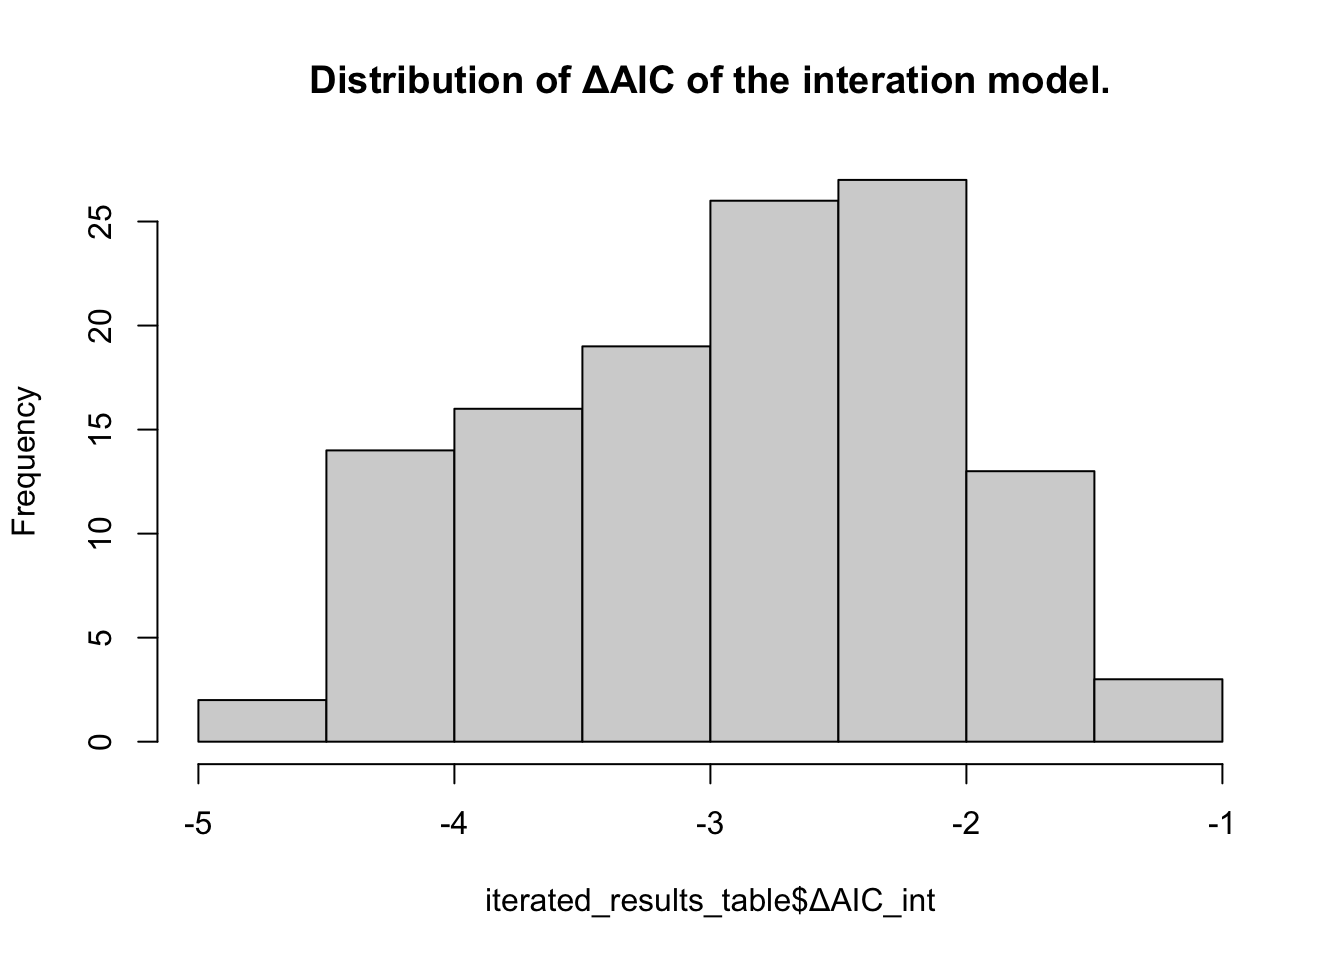 Distribution of ΔAIC of the interation model.
Frequency
25
20
15
10
5
0
-5 -4 -3 -2 -1
iterated_results_table$ΔAIC_int